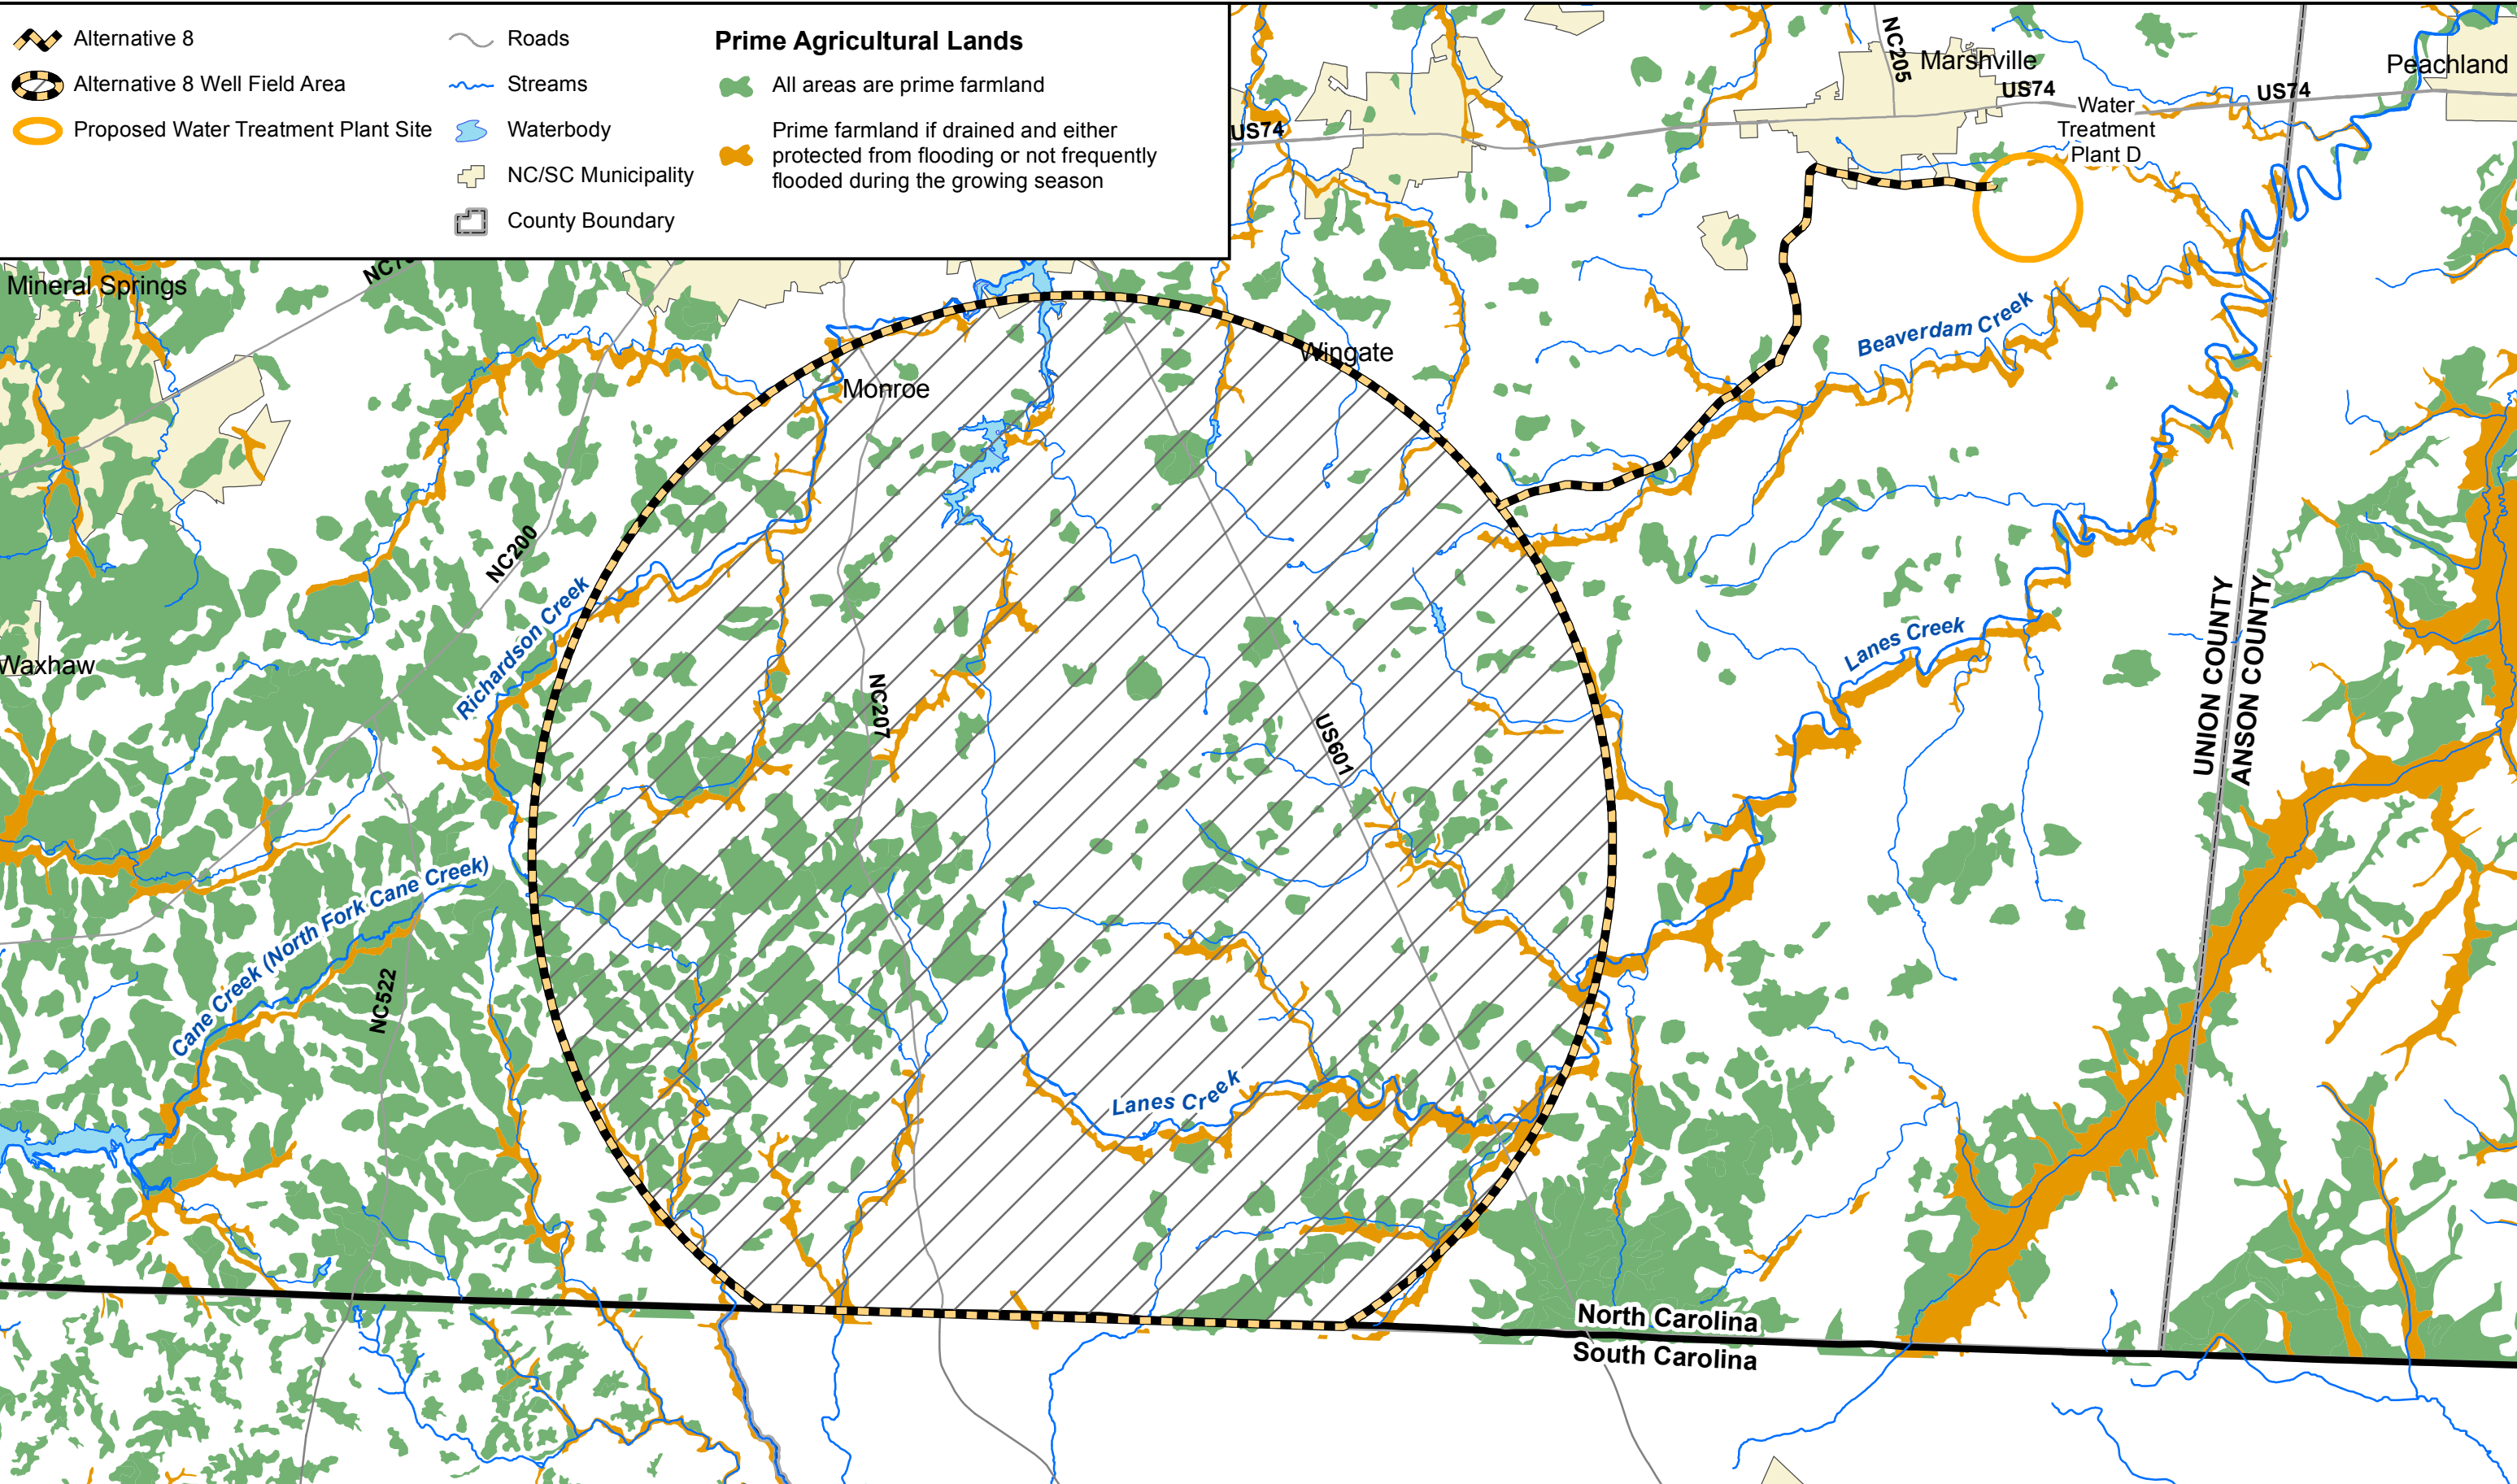 Alternative 8
Alternative 8 Well Field Area
Proposed Water Treatment Plant Site
Roads
Streams
Waterbody
NC/SC Municipality
County Boundary
Prime Agricultural Lands
All areas are prime farmland
Prime farmland if drained and either
protected from flooding or not frequently
flooded during the growing season
NC205
Marshville
US74
Peachland
US74
Water
Treatment
Plant D
US74
Mineral Springs
Wingate
Monroe
Beaverdam Creek
NC200
Richardson Creek
Waxhaw
NC207
US601
Lanes Creek
UNION COUNTY
ANSON COUNTY
Cane Creek (North Fork Cane Creek)
NC522
Lanes Creek
North Carolina
South Carolina